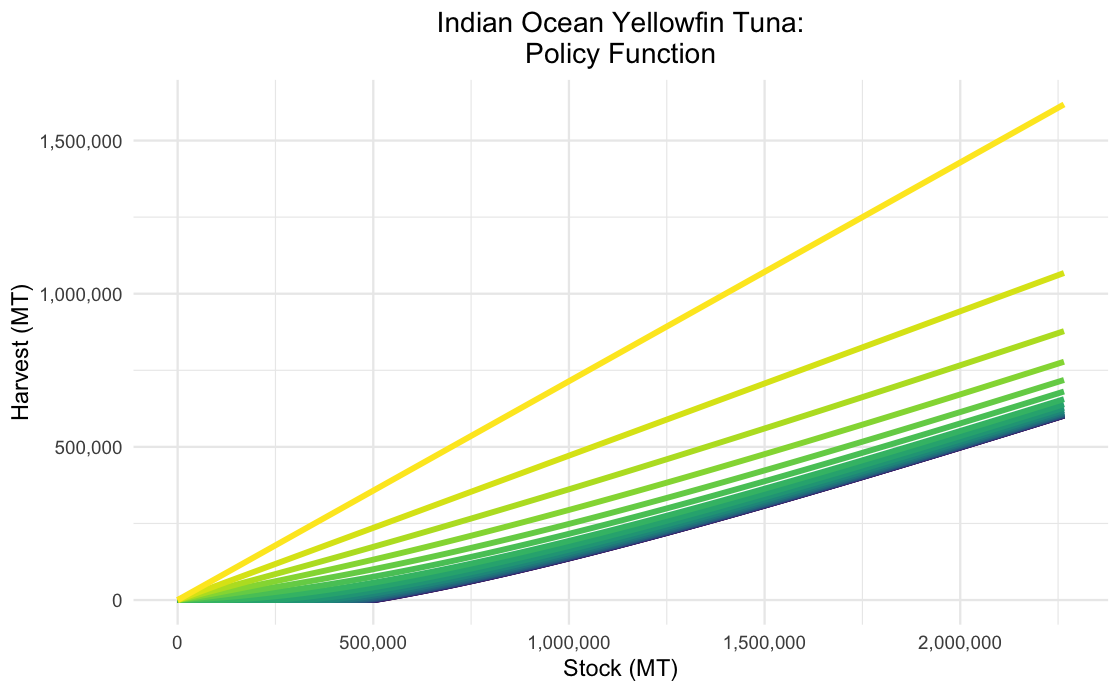 Indian Ocean Yellowfin Tuna:
Policy Function
Harvest (MT)
1,500,000
1,000,000
500,000
0
0
500,000
1,000,000
1,500,000
2,000,000
Stock (MT)